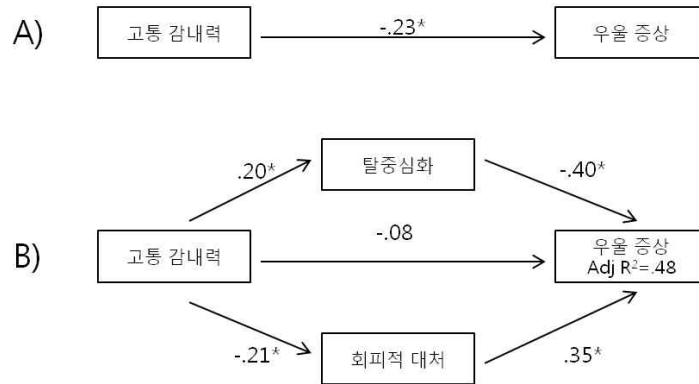 A)
고통 감내력
-.23*
우울 증상
탈중심화
.20*
-.40*
B)
고통 감내력
-.08
우울 증상
Adj R²=.48
-.21*
회피적 대처
.35*